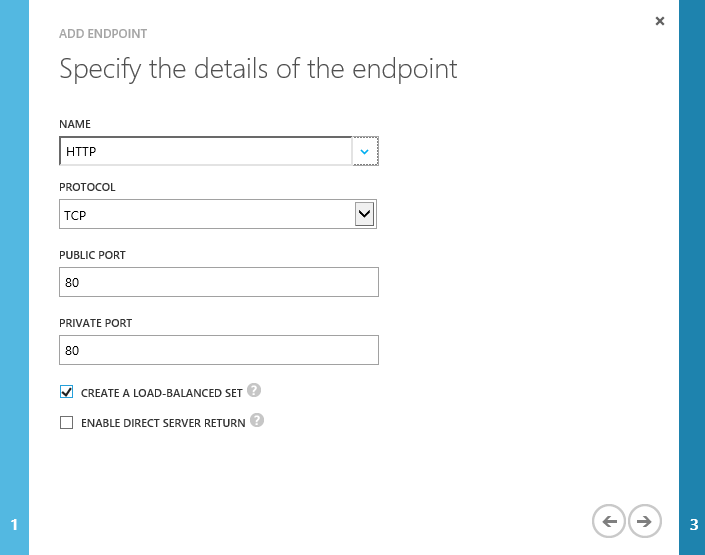 ADD ENDPOINT
Specify the details of the endpoint
NAME
HTTP
PROTOCOL
TCP
PUBLIC PORT
80
PRIVATE PORT
80
CREATE A LOAD-BALANCED SET ?
ENABLE DIRECT SERVER RETURN ?
1
3